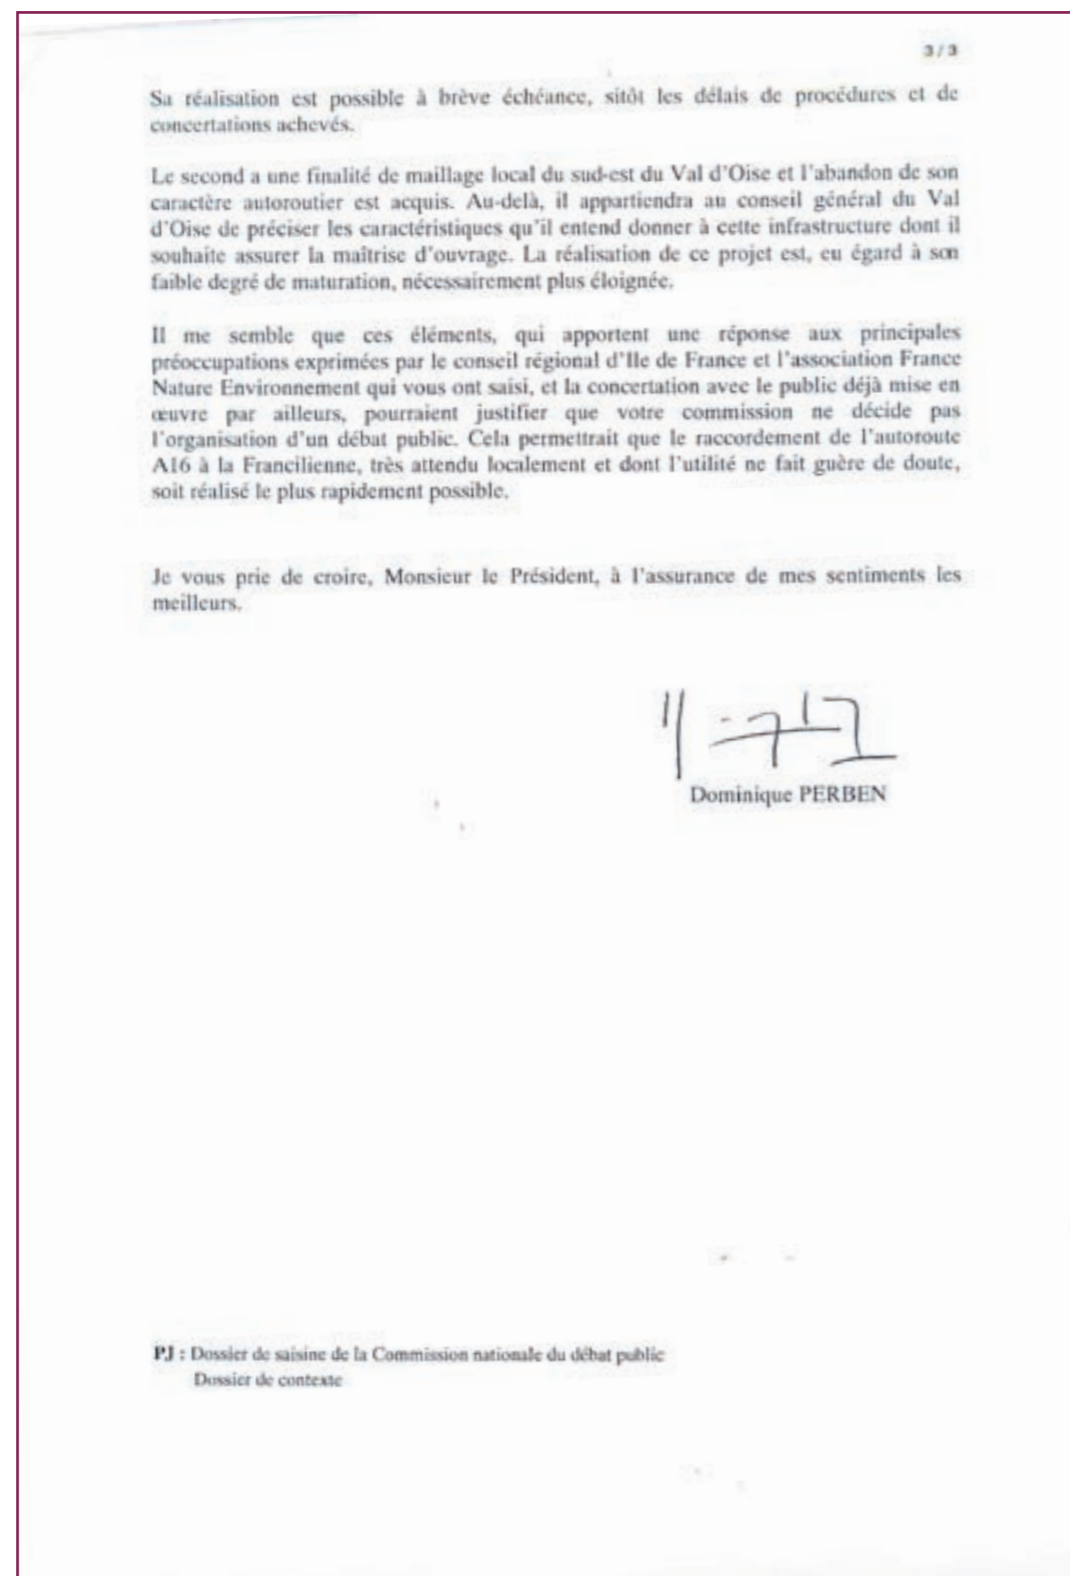 3 / 3
Sa réalisation est possible à brève échéance, sitôt les délais de procédures et de
concertations achevés.
Le second a une finalité de maillage local du sud-est du Val d'Oise et l'abandon de son
caractère autoroutier est acquis. Au-delà, il appartiendra au conseil général du Val
d'Oise de préciser les caractéristiques qu'il entend donner à cette infrastructure dont il
souhaite assurer la maîtrise d'ouvrage. La réalisation de ce projet est, eu égard à son
faible degré de maturation, nécessairement plus éloignée.
Il me semble que ces éléments, qui apportent une réponse aux principales
préoccupations exprimées par le conseil régional d'Ile de France et l'association France
Nature Environnement qui vous ont saisi, et la concertation avec le public déjà mise en
œuvre par ailleurs, pourraient justifier que votre commission ne décide pas
l'organisation d'un débat public. Cela permettrait que le raccordement de l'autoroute
A16 à la Francilienne, très attendu localement et dont l'utilité ne fait guère de doute,
soit réalisé le plus rapidement possible.
Je vous prie de croire, Monsieur le Président, à l'assurance de mes sentiments les
meilleurs.
Dominique PERBEN
PJ : Dossier de saisine de la Commission nationale du débat public
Dossier de contexte